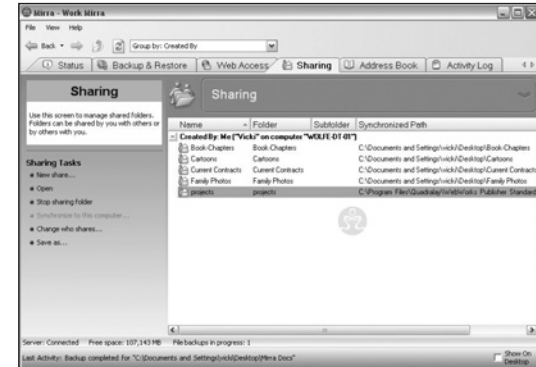 Mirra - Work Mirra
File View Help
Back Group by: Created By
Status Backup & Restore Web Access Sharing Address Book Activity Log
Sharing
Use this screen to manage shared folders.
Folders can be shared by you with others or
by others with you.
Sharing Tasks
New share...
Open
Stop sharing folder
Synchronize to this computer...
Change who shares...
Save as...
Sharing
Name Folder Subfolder Synchronized Path
Created By: Me ("Vicki" on computer "WOLFE-DT-01")
Book-Chapters Book-Chapters C:\Documents and Settings\vicki\Desktop\Book-Chapters
Cartoons Cartoons C:\Documents and Settings\vicki\Desktop\Cartoons
Current Contracts Current Contracts C:\Documents and Settings\vicki\Desktop\Current Contracts
Family Photos Family Photos C:\Documents and Settings\vicki\Desktop\Family Photos
projects projects C:\Program Files\Quadralay\WebWorks Publisher Standard
Server: Connected Free space: 107,143 MB File backups in progress: 1
Last Activity: Backup completed for "C:\Documents and Settings\vicki\Desktop\Mirra Docs"
Show On
Desktop